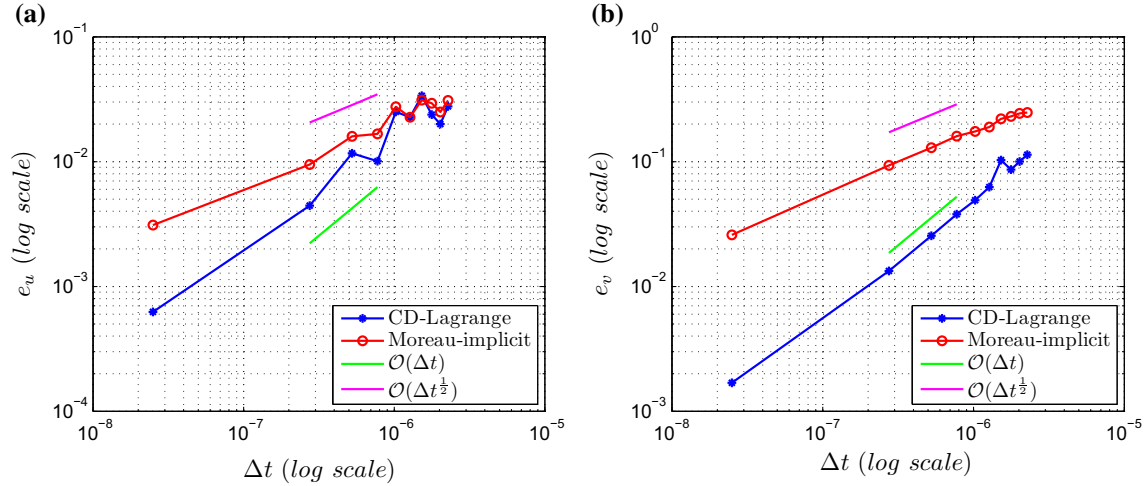 (a)
10^{-1}
10^{-2}
10^{-3}
10^{-4}
e_u (log scale)
10^{-8}
10^{-7}
10^{-6}
10^{-5}
Δt (log scale)
CD-Lagrange
Moreau-implicit
𝒪(Δt)
𝒪(Δt^{1/2})
(b)
10^{0}
10^{-1}
10^{-2}
10^{-3}
e_v (log scale)
10^{-8}
10^{-7}
10^{-6}
10^{-5}
Δt (log scale)
CD-Lagrange
Moreau-implicit
𝒪(Δt)
𝒪(Δt^{1/2})